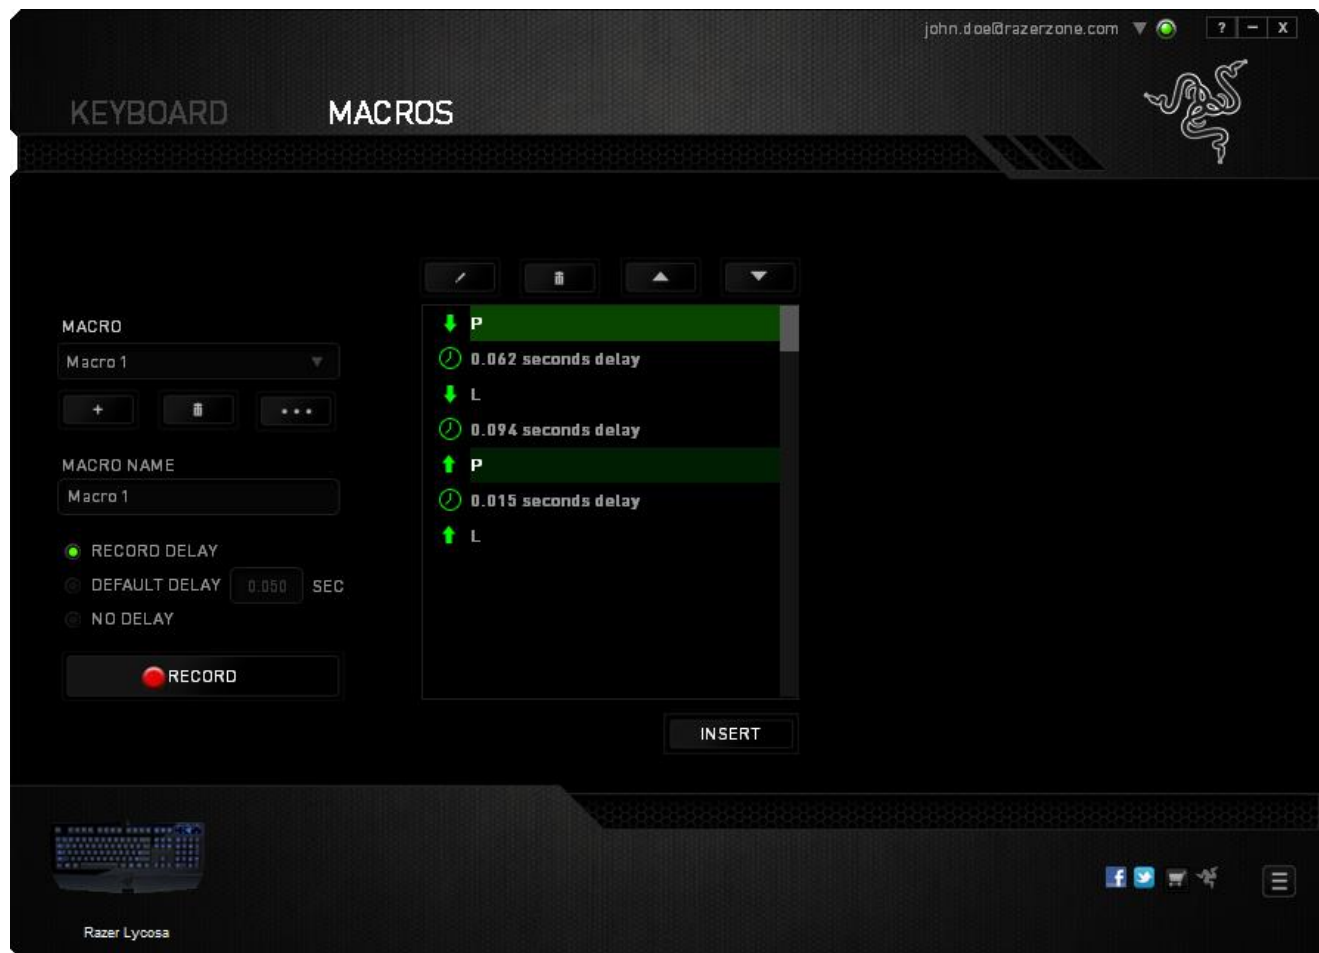 john.doe@razerzone.com
? – X
KEYBOARD MACROS
MACRO
Macro 1
+
MACRO NAME
Macro 1
RECORD DELAY
DEFAULT DELAY 0.050 SEC
NO DELAY
RECORD
P
0.062 seconds delay
L
0.094 seconds delay
P
0.015 seconds delay
L
INSERT
Razer Lycosa